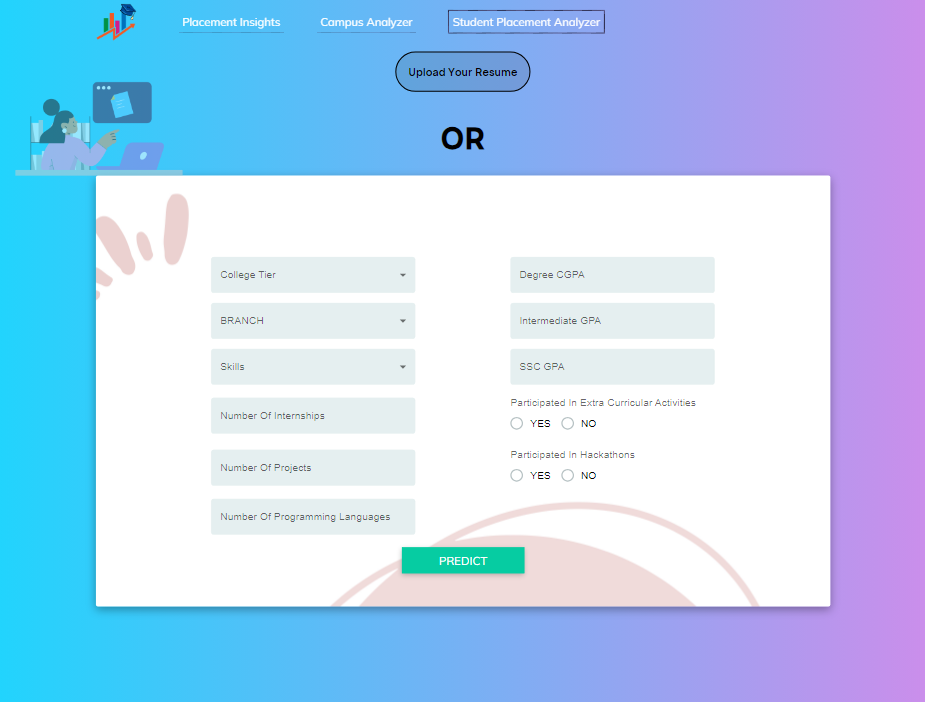 Placement Insights
Campus Analyzer
Student Placement Analyzer
Upload Your Resume
OR
College Tier
Degree CGPA
BRANCH
Intermediate GPA
Skills
SSC GPA
Number Of Internships
Participated In Extra Curricular Activities
YES NO
Number Of Projects
Participated In Hackathons
YES NO
Number Of Programming Languages
PREDICT